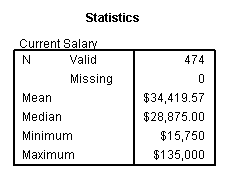 Statistics
Current Salary
N Valid 474
Missing 0
Mean $34,419.57
Median $28,875.00
Minimum $15,750
Maximum $135,000